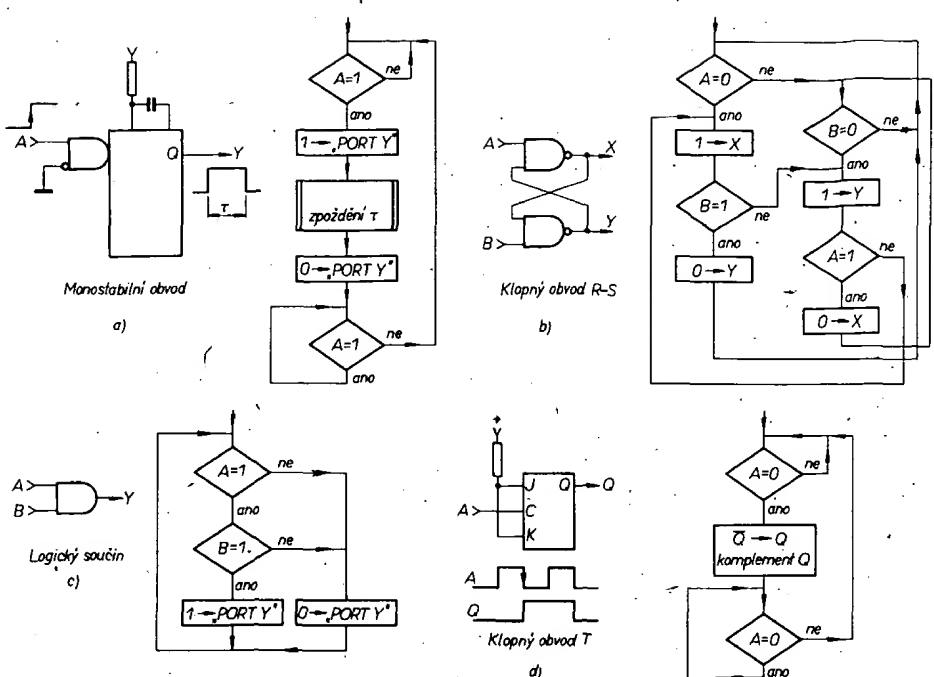 A
Q
Y
τ
Monostabilní obvod
a)
A=1
ne
ano
1→„PORT Y"
zpoždění τ
0→„PORT Y"
A=1
ne
ano
A
B
X
Y
Klopný obvod R-S
b)
A=0
ne
ano
1→X
B=1
ne
ano
0→Y
B=0
ne
ano
1→Y
A=1
ne
ano
0→X
A
B
Y
Logický součin
c)
A=1
ne
ano
B=1
ne
ano
1→„PORT Y"
0→„PORT Y"
+
A
J
C
K
Q
Q
A
Q
Klopný obvod T
d)
A=0
ne
ano
Q̅ → Q
komplement Q
A=0
ne
ano